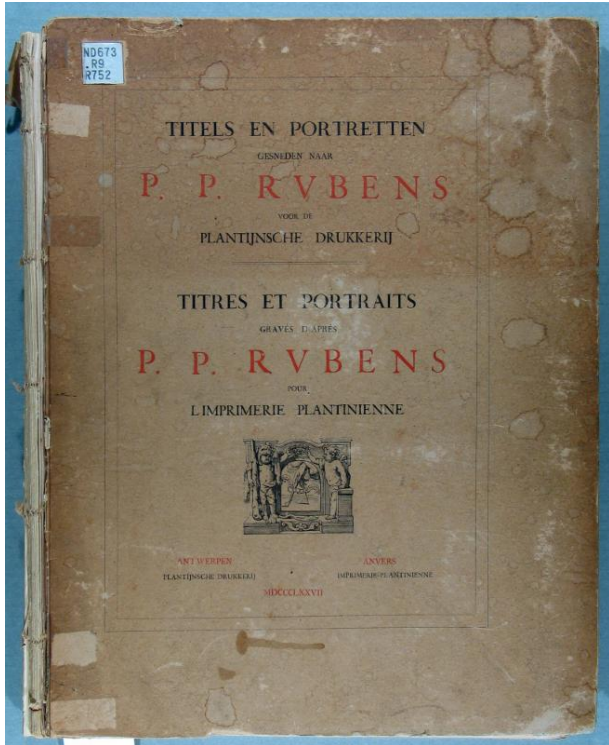 ND673
.R9
R752
TITELS EN PORTRETTEN
GESNEDEN NAAR
P. P. RVBENS
VOOR DE
PLANTIJNSCHE DRUKKERIJ
TITRES ET PORTRAITS
GRAVÉS D'APRÈS
P. P. RVBENS
POUR
L'IMPRIMERIE PLANTINIENNE
ANTWERPEN
PLANTIJNSCHE DRUKKERIJ
ANVERS
IMPRIMERIE PLANTINIENNE
MDCCCLXXVII